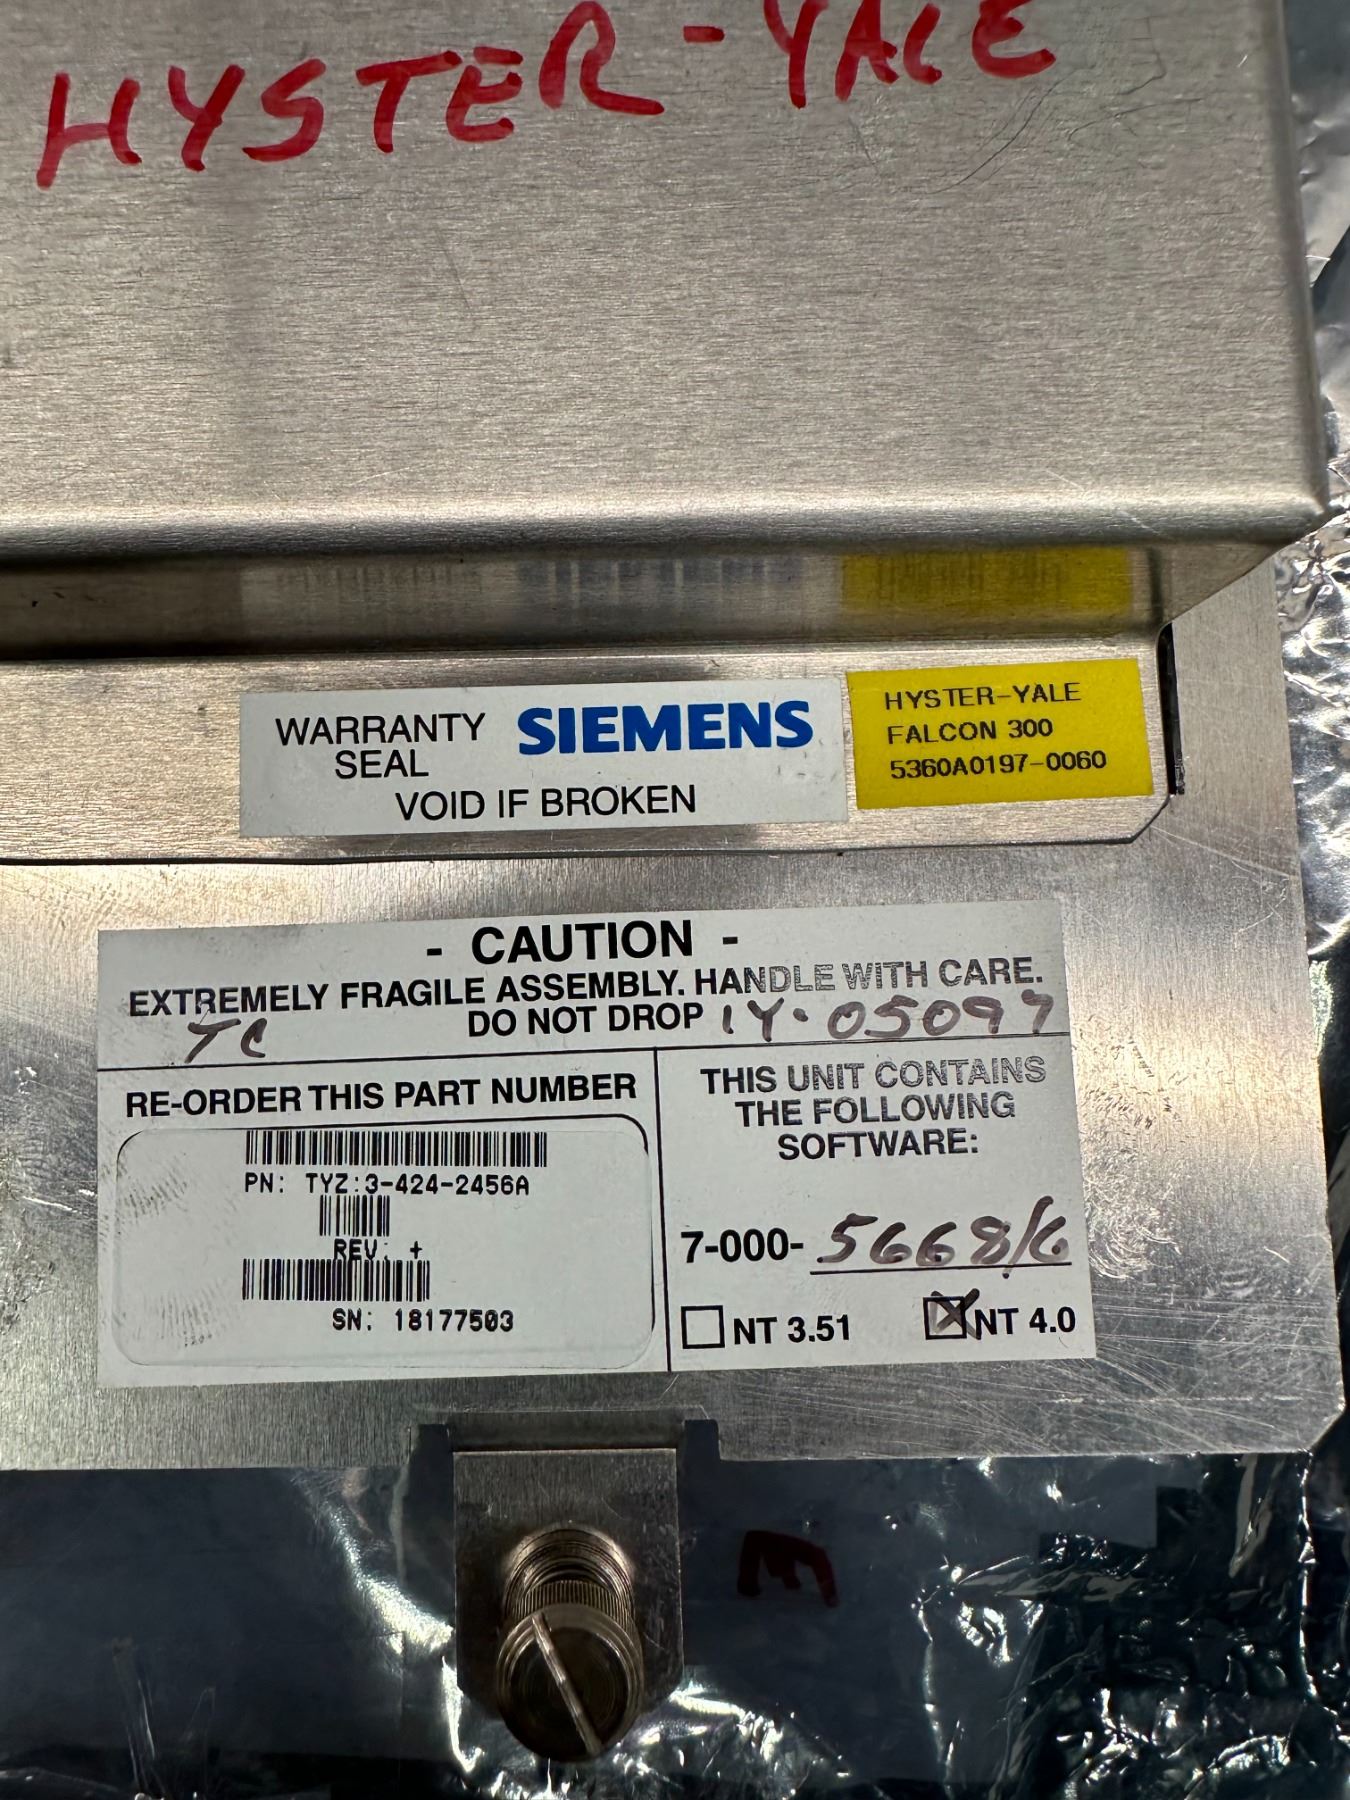 HYSTER-YALE
WARRANTY SEAL
SIEMENS
VOID IF BROKEN
HYSTER-YALE
FALCON 300
5360A0197-0060
- CAUTION -
EXTREMELY FRAGILE ASSEMBLY. HANDLE WITH CARE.
DO NOT DROP
TC
1Y·05097
RE-ORDER THIS PART NUMBER
PN: TYZ:3-424-2456A
REV: +
SN: 18177503
THIS UNIT CONTAINS
THE FOLLOWING
SOFTWARE:
7-000-5668/6
NT 3.51
NT 4.0
E